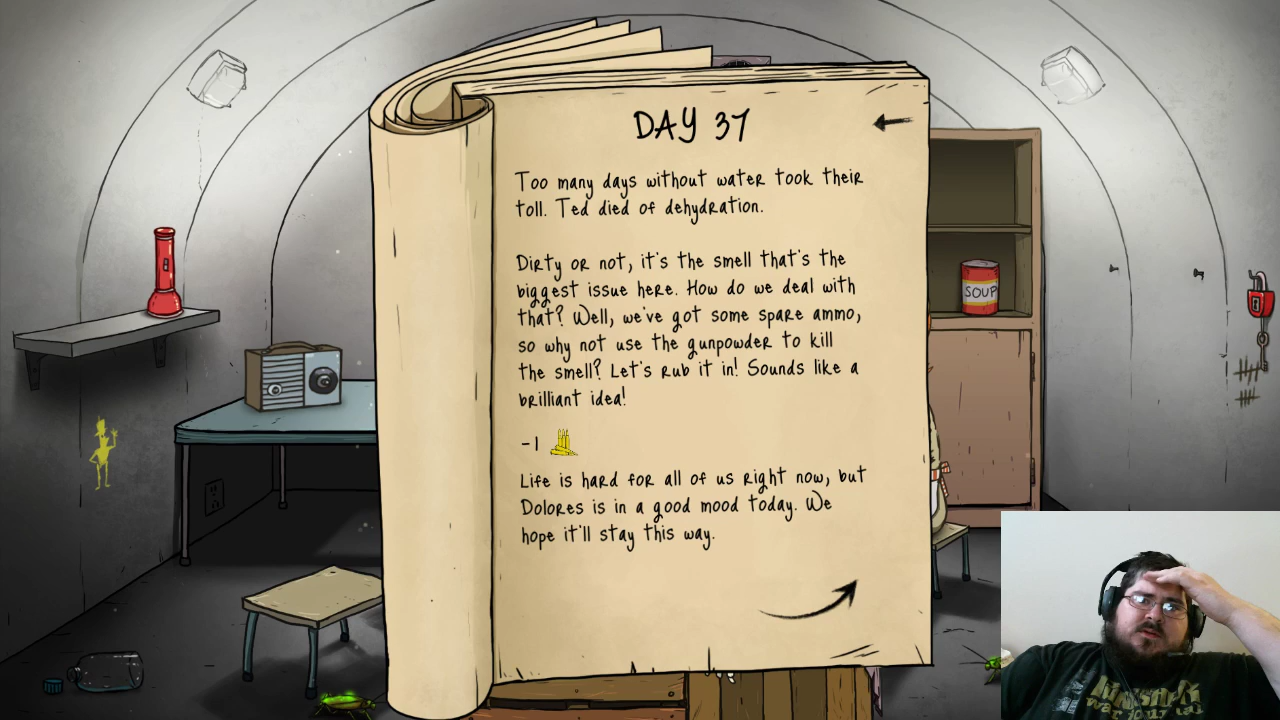 DAY 37
Too many days without water took their
toll. Ted died of dehydration.
Dirty or not, it's the smell that's the
biggest issue here. How do we deal with
that? Well, we've got some spare ammo,
so why not use the gunpowder to kill
the smell? Let's rub it in! Sounds like a
brilliant idea!
-1
Life is hard for all of us right now, but
Dolores is in a good mood today. We
hope it'll stay this way.
SOUP